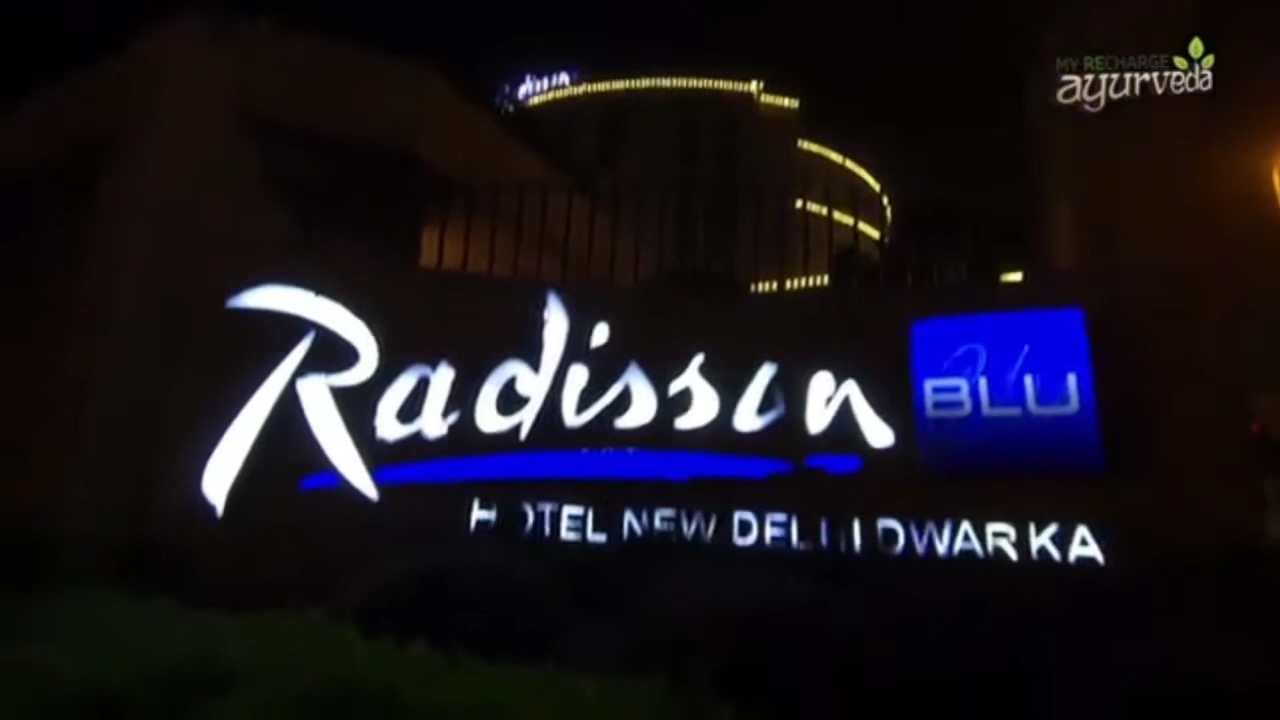 MY RECHARGE
ayurveda
Radisson
BLU
HOTEL NEW DELHI DWARKA